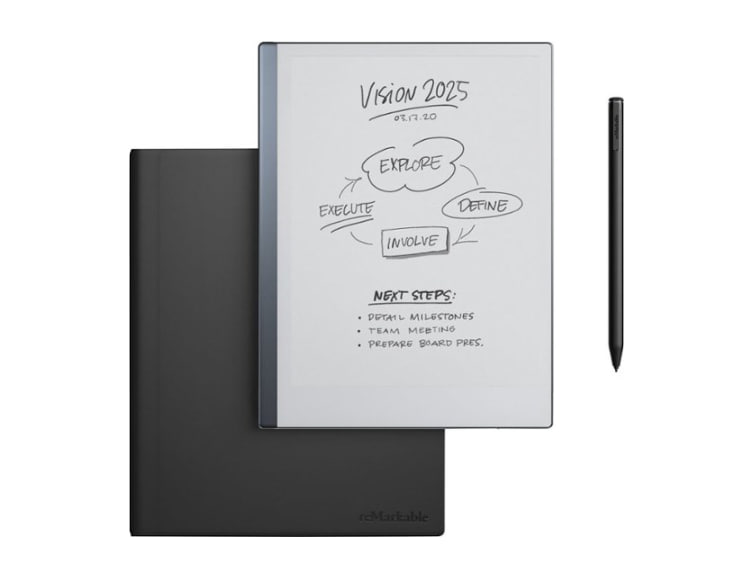 Vision 2025
03.17.20
EXPLORE
EXECUTE
DEFINE
INVOLVE
NEXT STEPS:
• DETAIL MILESTONES
• TEAM MEETING
• PREPARE BOARD PRES.
reMarkable